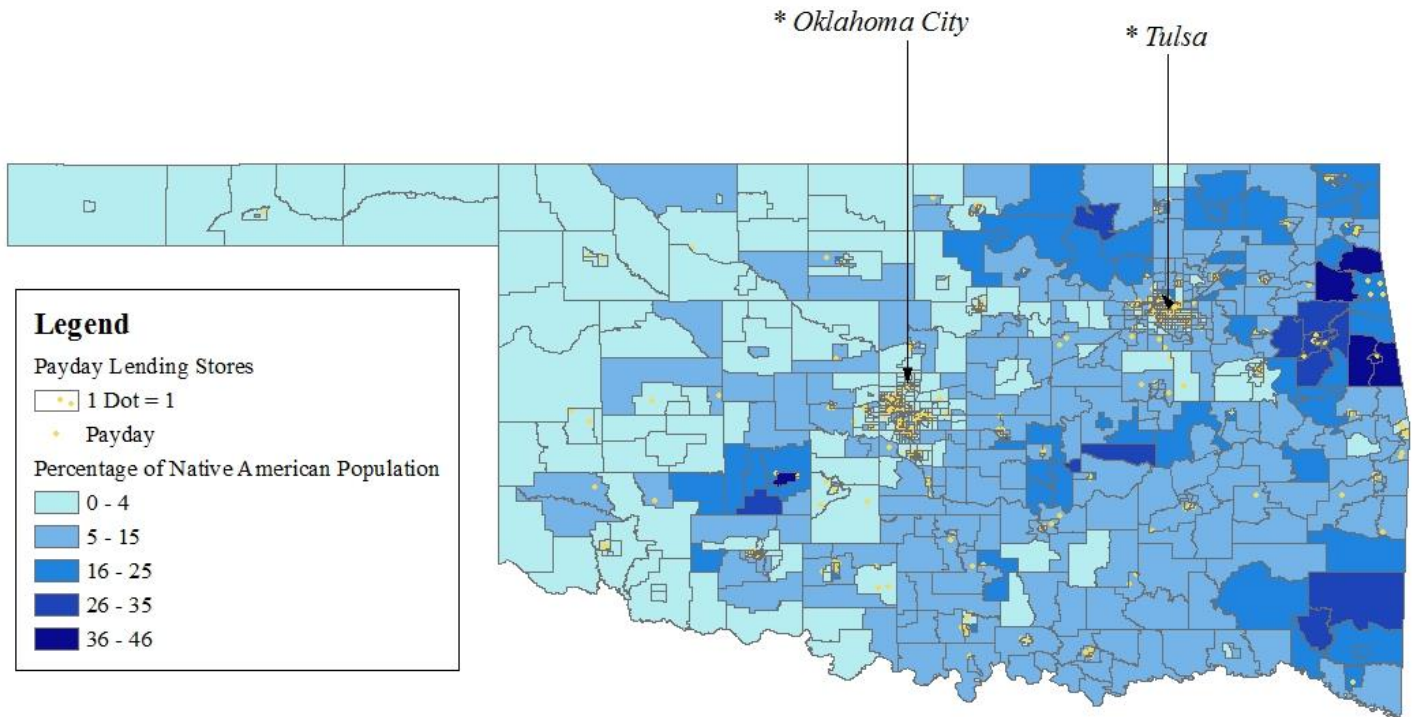 * Oklahoma City
* Tulsa
Legend
Payday Lending Stores
1 Dot = 1
Payday
Percentage of Native American Population
0 - 4
5 - 15
16 - 25
26 - 35
36 - 46